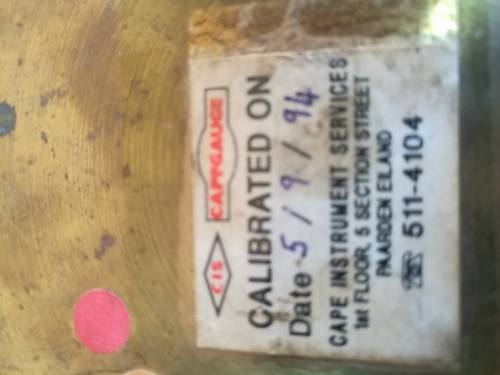 CIS CAPPGAUGE
CALIBRATED ON
Date 5/9/94
CAPE INSTRUMENT SERVICES
1st FLOOR, 5 SECTION STREET
PAARDEN EILAND
☏ 511-4104